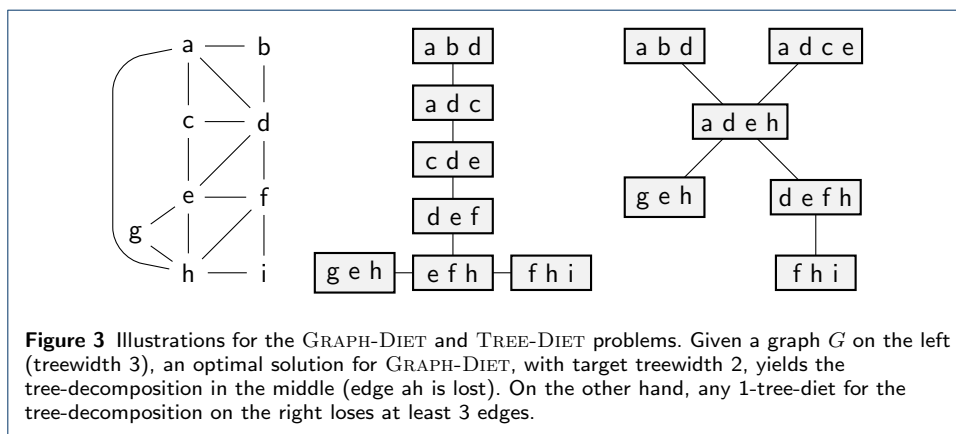 a b
c d
e f
g
h i
a b d
a d c
c d e
d e f
g e h e f h f h i
a b d a d c e
a d e h
g e h d e f h
f h i
Figure 3 Illustrations for the GRAPH-DIET and TREE-DIET problems. Given a graph G on the left
(treewidth 3), an optimal solution for GRAPH-DIET, with target treewidth 2, yields the
tree-decomposition in the middle (edge ah is lost). On the other hand, any 1-tree-diet for the
tree-decomposition on the right loses at least 3 edges.